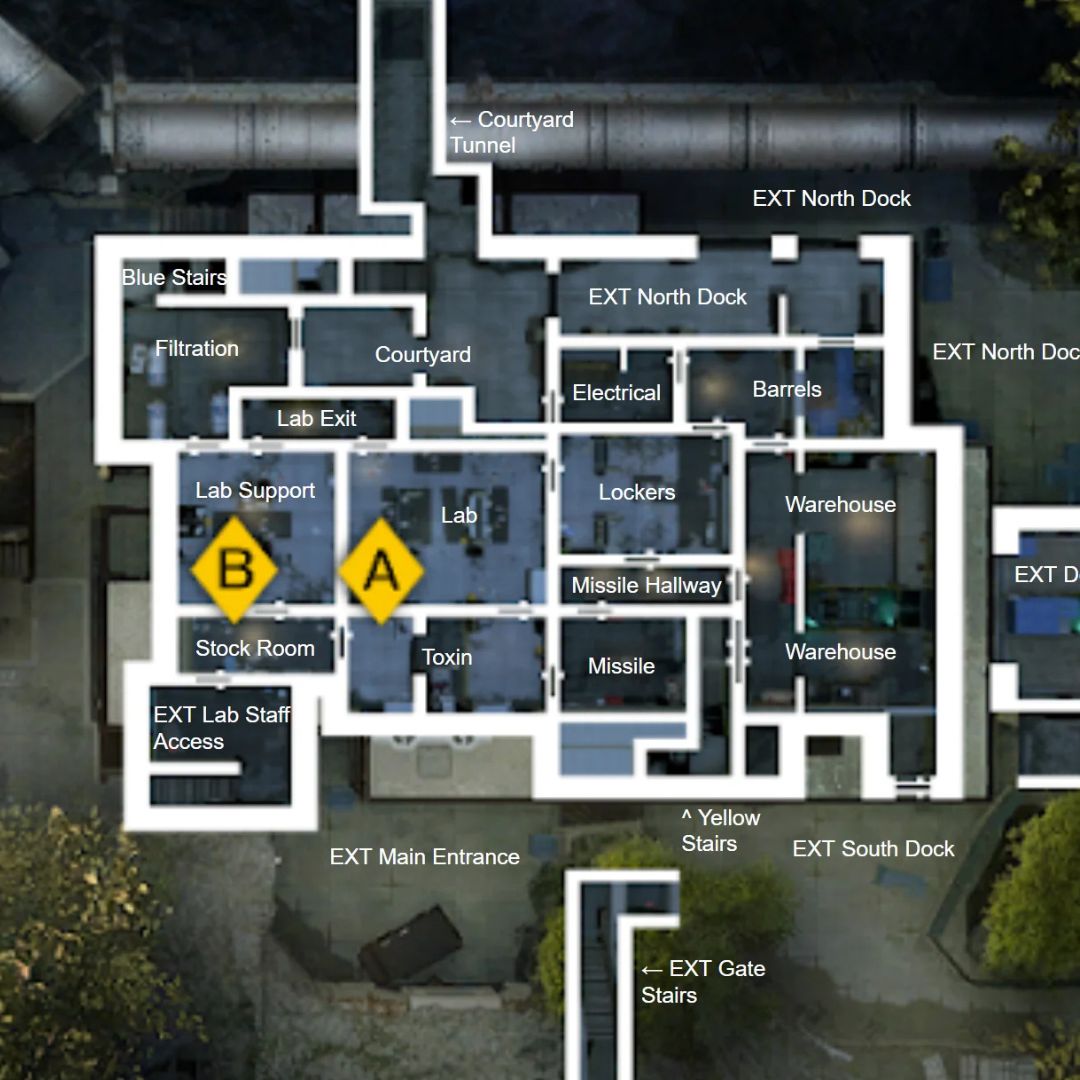 ← Courtyard
Tunnel
EXT North Dock
Blue Stairs
EXT North Dock
Filtration
Courtyard
EXT North Doc
Electrical
Barrels
Lab Exit
Lab Support
Lab
Lockers
Warehouse
B
A
Missile Hallway
EXT D
Stock Room
Toxin
Missile
Warehouse
EXT Lab Staff
Access
^ Yellow
Stairs
EXT Main Entrance
EXT South Dock
← EXT Gate
Stairs